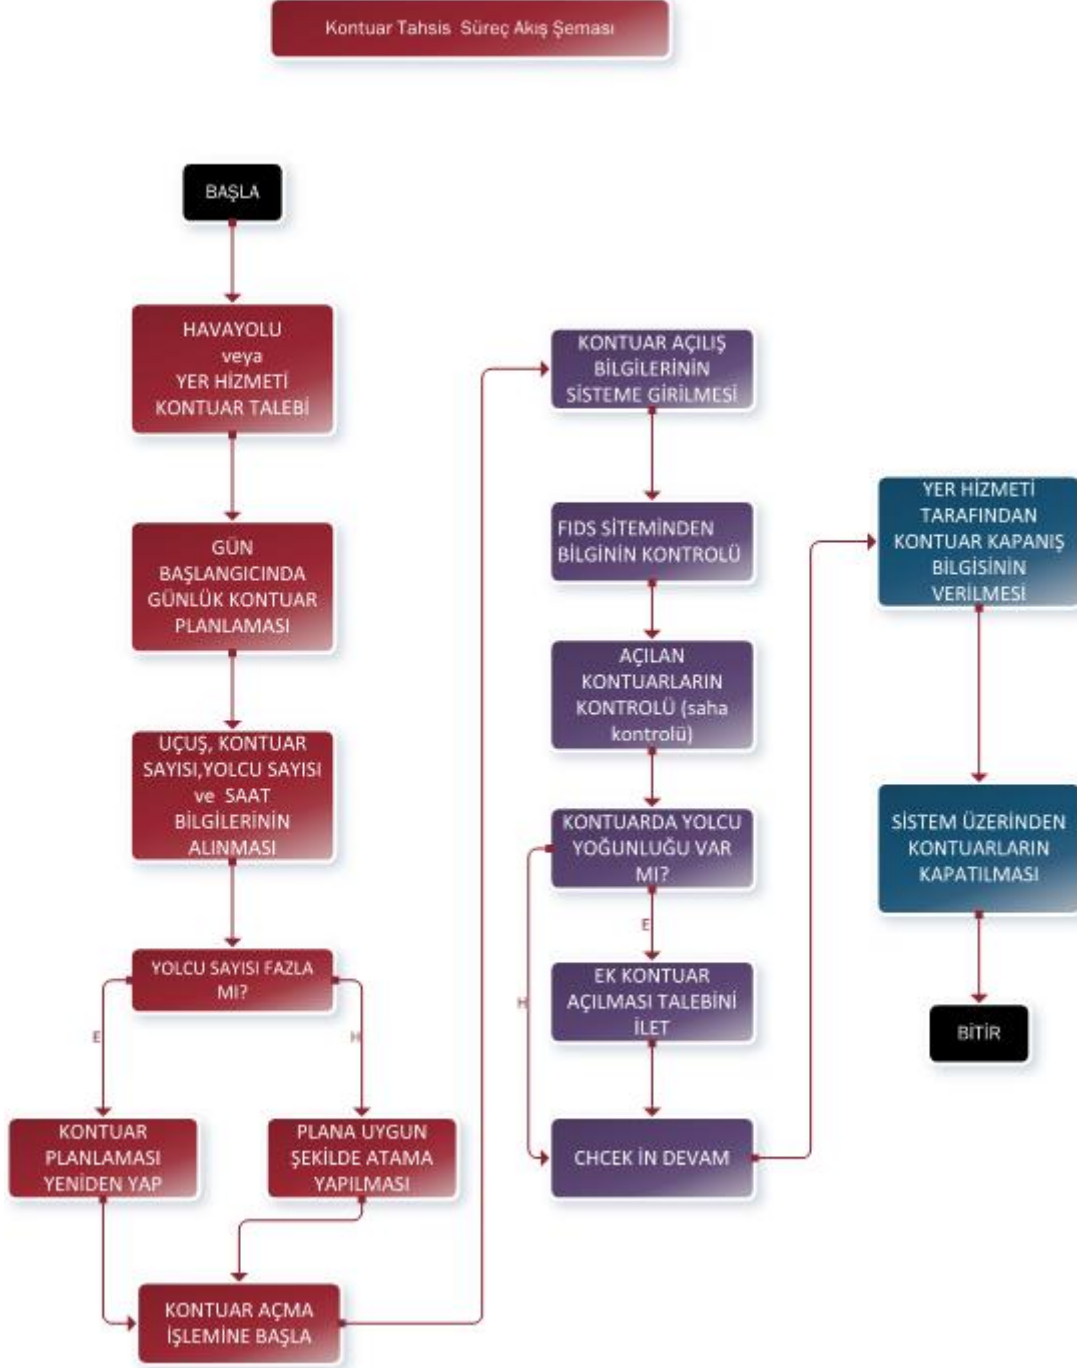 Kontuar Tahsis Süreç Akış Şeması
BAŞLA
HAVAYOLU
veya
YER HİZMETİ
KONTUAR TALEBİ
GÜN
BAŞLANGICINDA
GÜNLÜK KONTUAR
PLANLAMASI
UÇUŞ, KONTUAR
SAYISI,YOLCU SAYISI
ve SAAT
BİLGİLERİNİN
ALINMASI
YOLCU SAYISI FAZLA
MI?
E
H
KONTUAR
PLANLAMASI
YENİDEN YAP
PLANA UYGUN
ŞEKİLDE ATAMA
YAPILMASI
KONTUAR AÇMA
İŞLEMİNE BAŞLA
KONTUAR AÇILIŞ
BİLGİLERİNİN
SİSTEME GİRİLMESİ
FIDS SİTEMİNDEN
BİLGİNİN KONTROLÜ
AÇILAN
KONTUARLARIN
KONTROLÜ (saha
kontrolü)
KONTUARDA YOLCU
YOĞUNLUĞU VAR
MI?
E
H
EK KONTUAR
AÇILMASI TALEBİNİ
İLET
CHCEK İN DEVAM
YER HİZMETİ
TARAFINDAN
KONTUAR KAPANIŞ
BİLGİSİNİN
VERİLMESİ
SİSTEM ÜZERİNDEN
KONTUARLARIN
KAPATILMASI
BİTİR